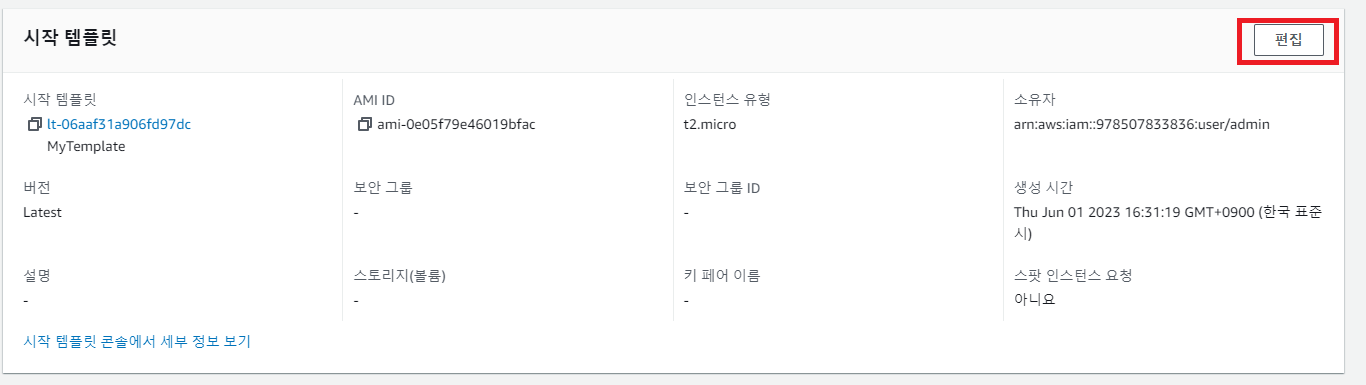 시작 템플릿
편집
시작 템플릿
lt-06aaf31a906fd97dc
MyTemplate
AMI ID
ami-0e05f79e46019bfac
인스턴스 유형
t2.micro
소유자
arn:aws:iam::978507833836:user/admin
버전
Latest
보안 그룹
-
보안 그룹 ID
-
생성 시간
Thu Jun 01 2023 16:31:19 GMT+0900 (한국 표준
시)
설명
-
스토리지(볼륨)
-
키 페어 이름
-
스팟 인스턴스 요청
아니요
시작 템플릿 콘솔에서 세부 정보 보기